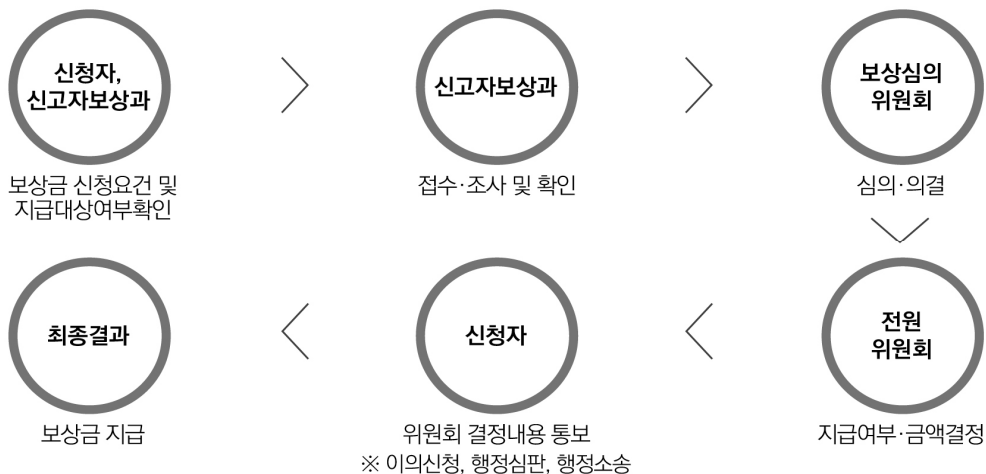 신청자,
신고자보상과
보상금 신청요건 및
지급대상여부확인
신고자보상과
접수·조사 및 확인
보상심의
위원회
심의·의결
전원
위원회
지급여부·금액결정
신청자
위원회 결정내용 통보
※ 이의신청, 행정심판, 행정소송
최종결과
보상금 지급